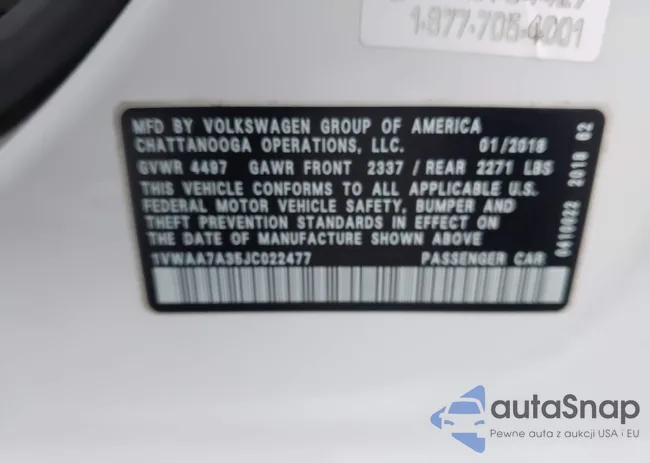 1-877-705-4001
MFD BY VOLKSWAGEN GROUP OF AMERICA
CHATTANOOGA OPERATIONS, LLC. 01/2018
GVWR 4497 GAWR FRONT 2337 / REAR 2271 LBS
THIS VEHICLE CONFORMS TO ALL APPLICABLE U.S.
FEDERAL MOTOR VEHICLE SAFETY, BUMPER AND
THEFT PREVENTION STANDARDS IN EFFECT ON
THE DATE OF MANUFACTURE SHOWN ABOVE
1VWAA7A35JC022477 PASSENGER CAR
0410022 2018 02
autaSnap
Pewne auta z aukcji USA i EU